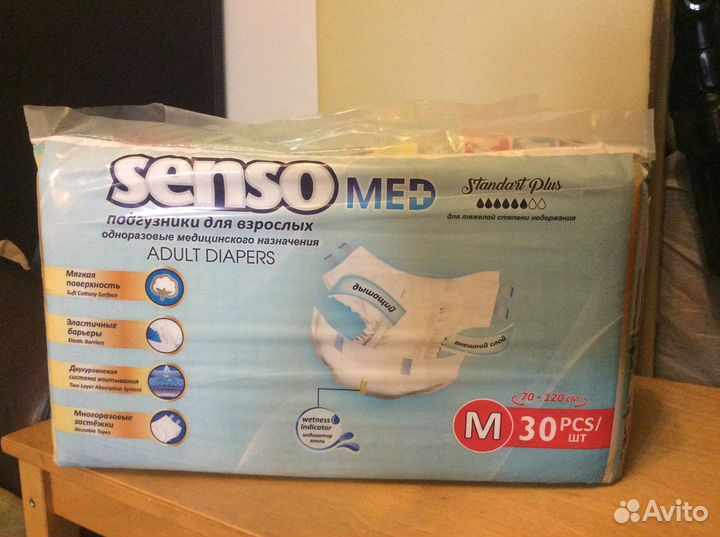 senso MED
подгузники для взрослых
одноразовые медицинского назначения
ADULT DIAPERS
Standart Plus
для тяжелой степени недержания
Мягкая
поверхность
Soft Cottony Surface
Эластичные
барьеры
Elastic Barriers
Двухуровневая
система впитывания
Two Layer Absorption System
Многоразовые
застёжки
Reusable Tapes
дышащий
внешний слой
wetness
indicator
индикатор
влаги
70 - 120 см
M 30 PCS/
шт
Avito